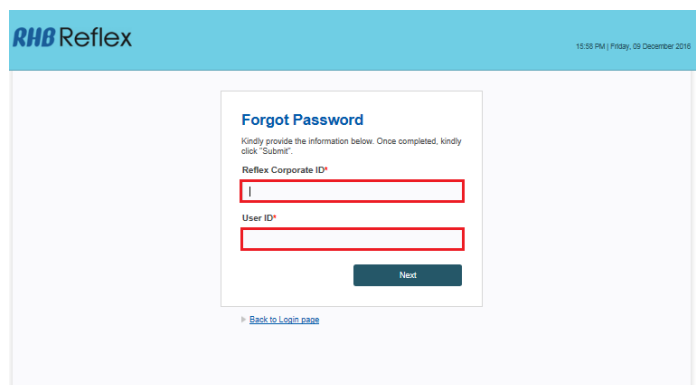 RHB Reflex
15:55 PM | Friday, 09 December 2016
Forgot Password
Kindly provide the information below. Once completed, kindly
click "Submit".
Reflex Corporate ID*
User ID*
Next
Back to Login page